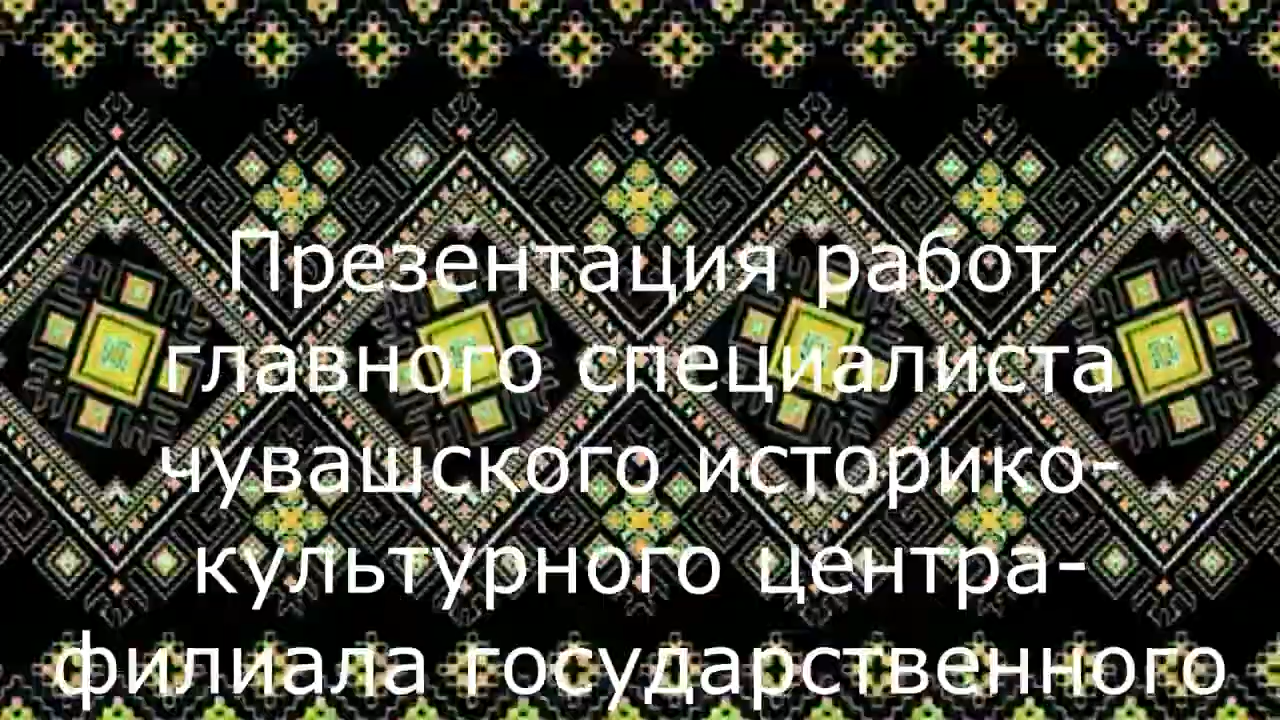 Презентация работ
главного специалиста
чувашского историко-
культурного центра-
филиала государственного